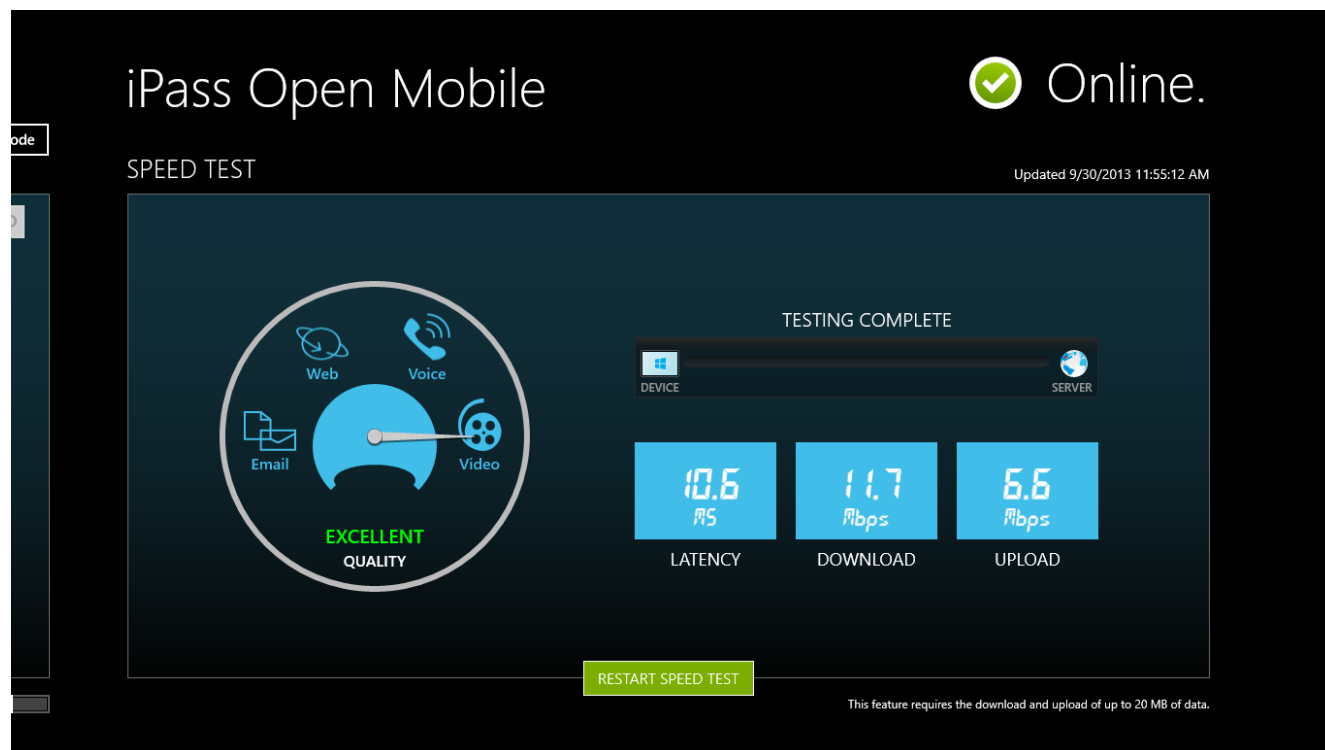 iPass Open Mobile
Online.
ode
SPEED TEST
Updated 9/30/2013 11:55:12 AM
Web
Voice
Email
Video
EXCELLENT
QUALITY
TESTING COMPLETE
DEVICE
SERVER
10.6
MS
LATENCY
11.7
Mbps
DOWNLOAD
6.6
Mbps
UPLOAD
RESTART SPEED TEST
This feature requires the download and upload of up to 20 MB of data.